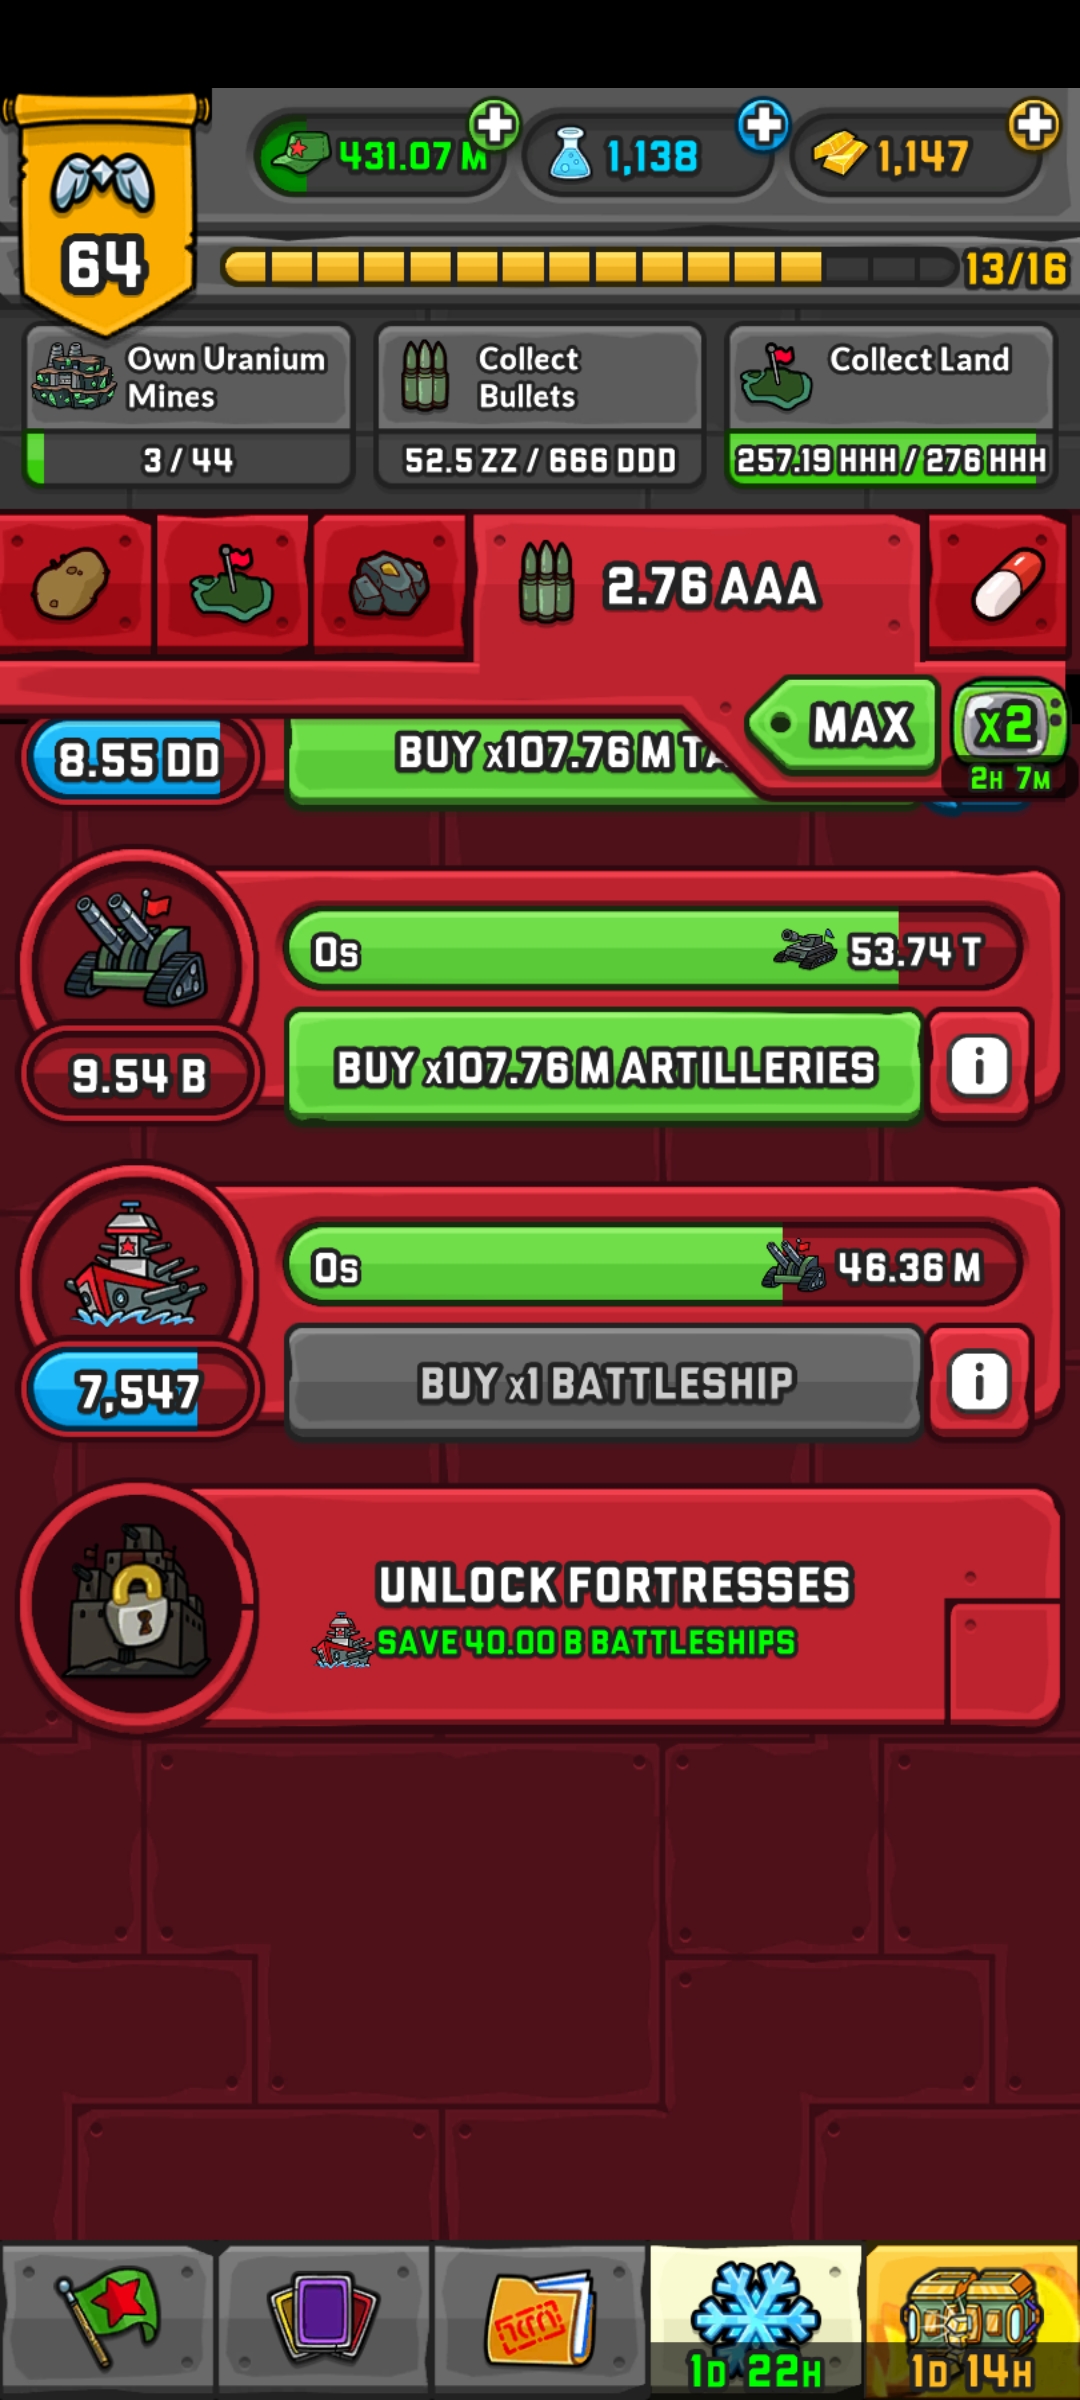 64
431.07 M
1,138
1,147
13/16
Own Uranium
Mines
3 / 44
Collect
Bullets
52.5 ZZ / 666 DDD
Collect Land
257.19 HHH / 276 HHH
2.76 AAA
MAX
x2
2H 7M
8.55 DD
BUY x107.76 M TA
0s
53.74 T
9.54 B
BUY x107.76 M ARTILLERIES
i
0s
46.36 M
7,547
BUY x1 BATTLESHIP
i
UNLOCK FORTRESSES
SAVE 40.00 B BATTLESHIPS
1D 22H
1D 14H